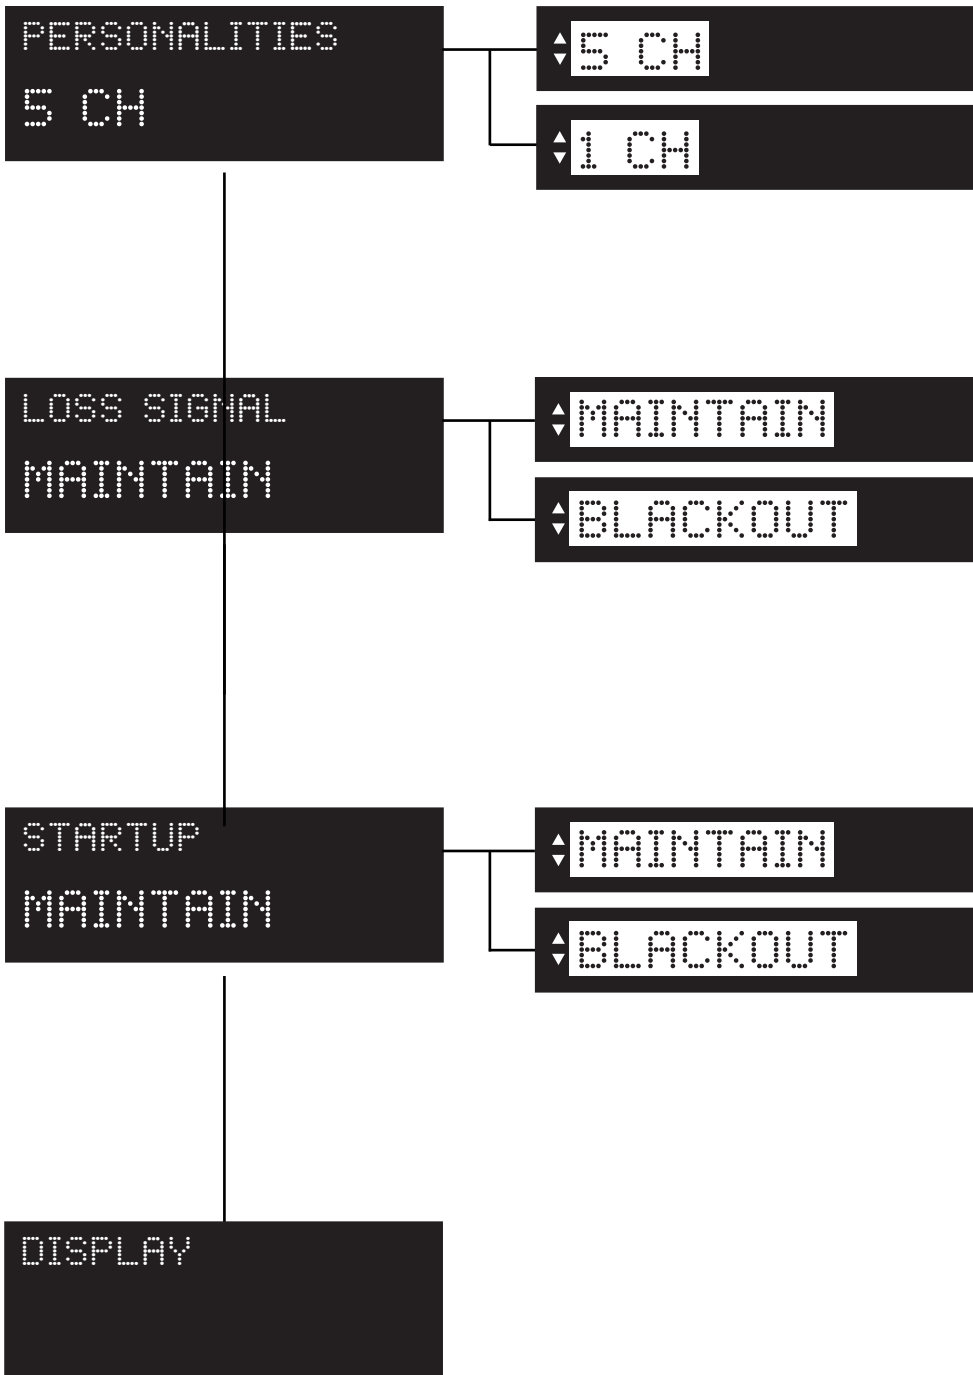 PERSONALITIES
5 CH
5 CH
1 CH
LOSS SIGNAL
MAINTAIN
MAINTAIN
BLACKOUT
STARTUP
MAINTAIN
MAINTAIN
BLACKOUT
DISPLAY